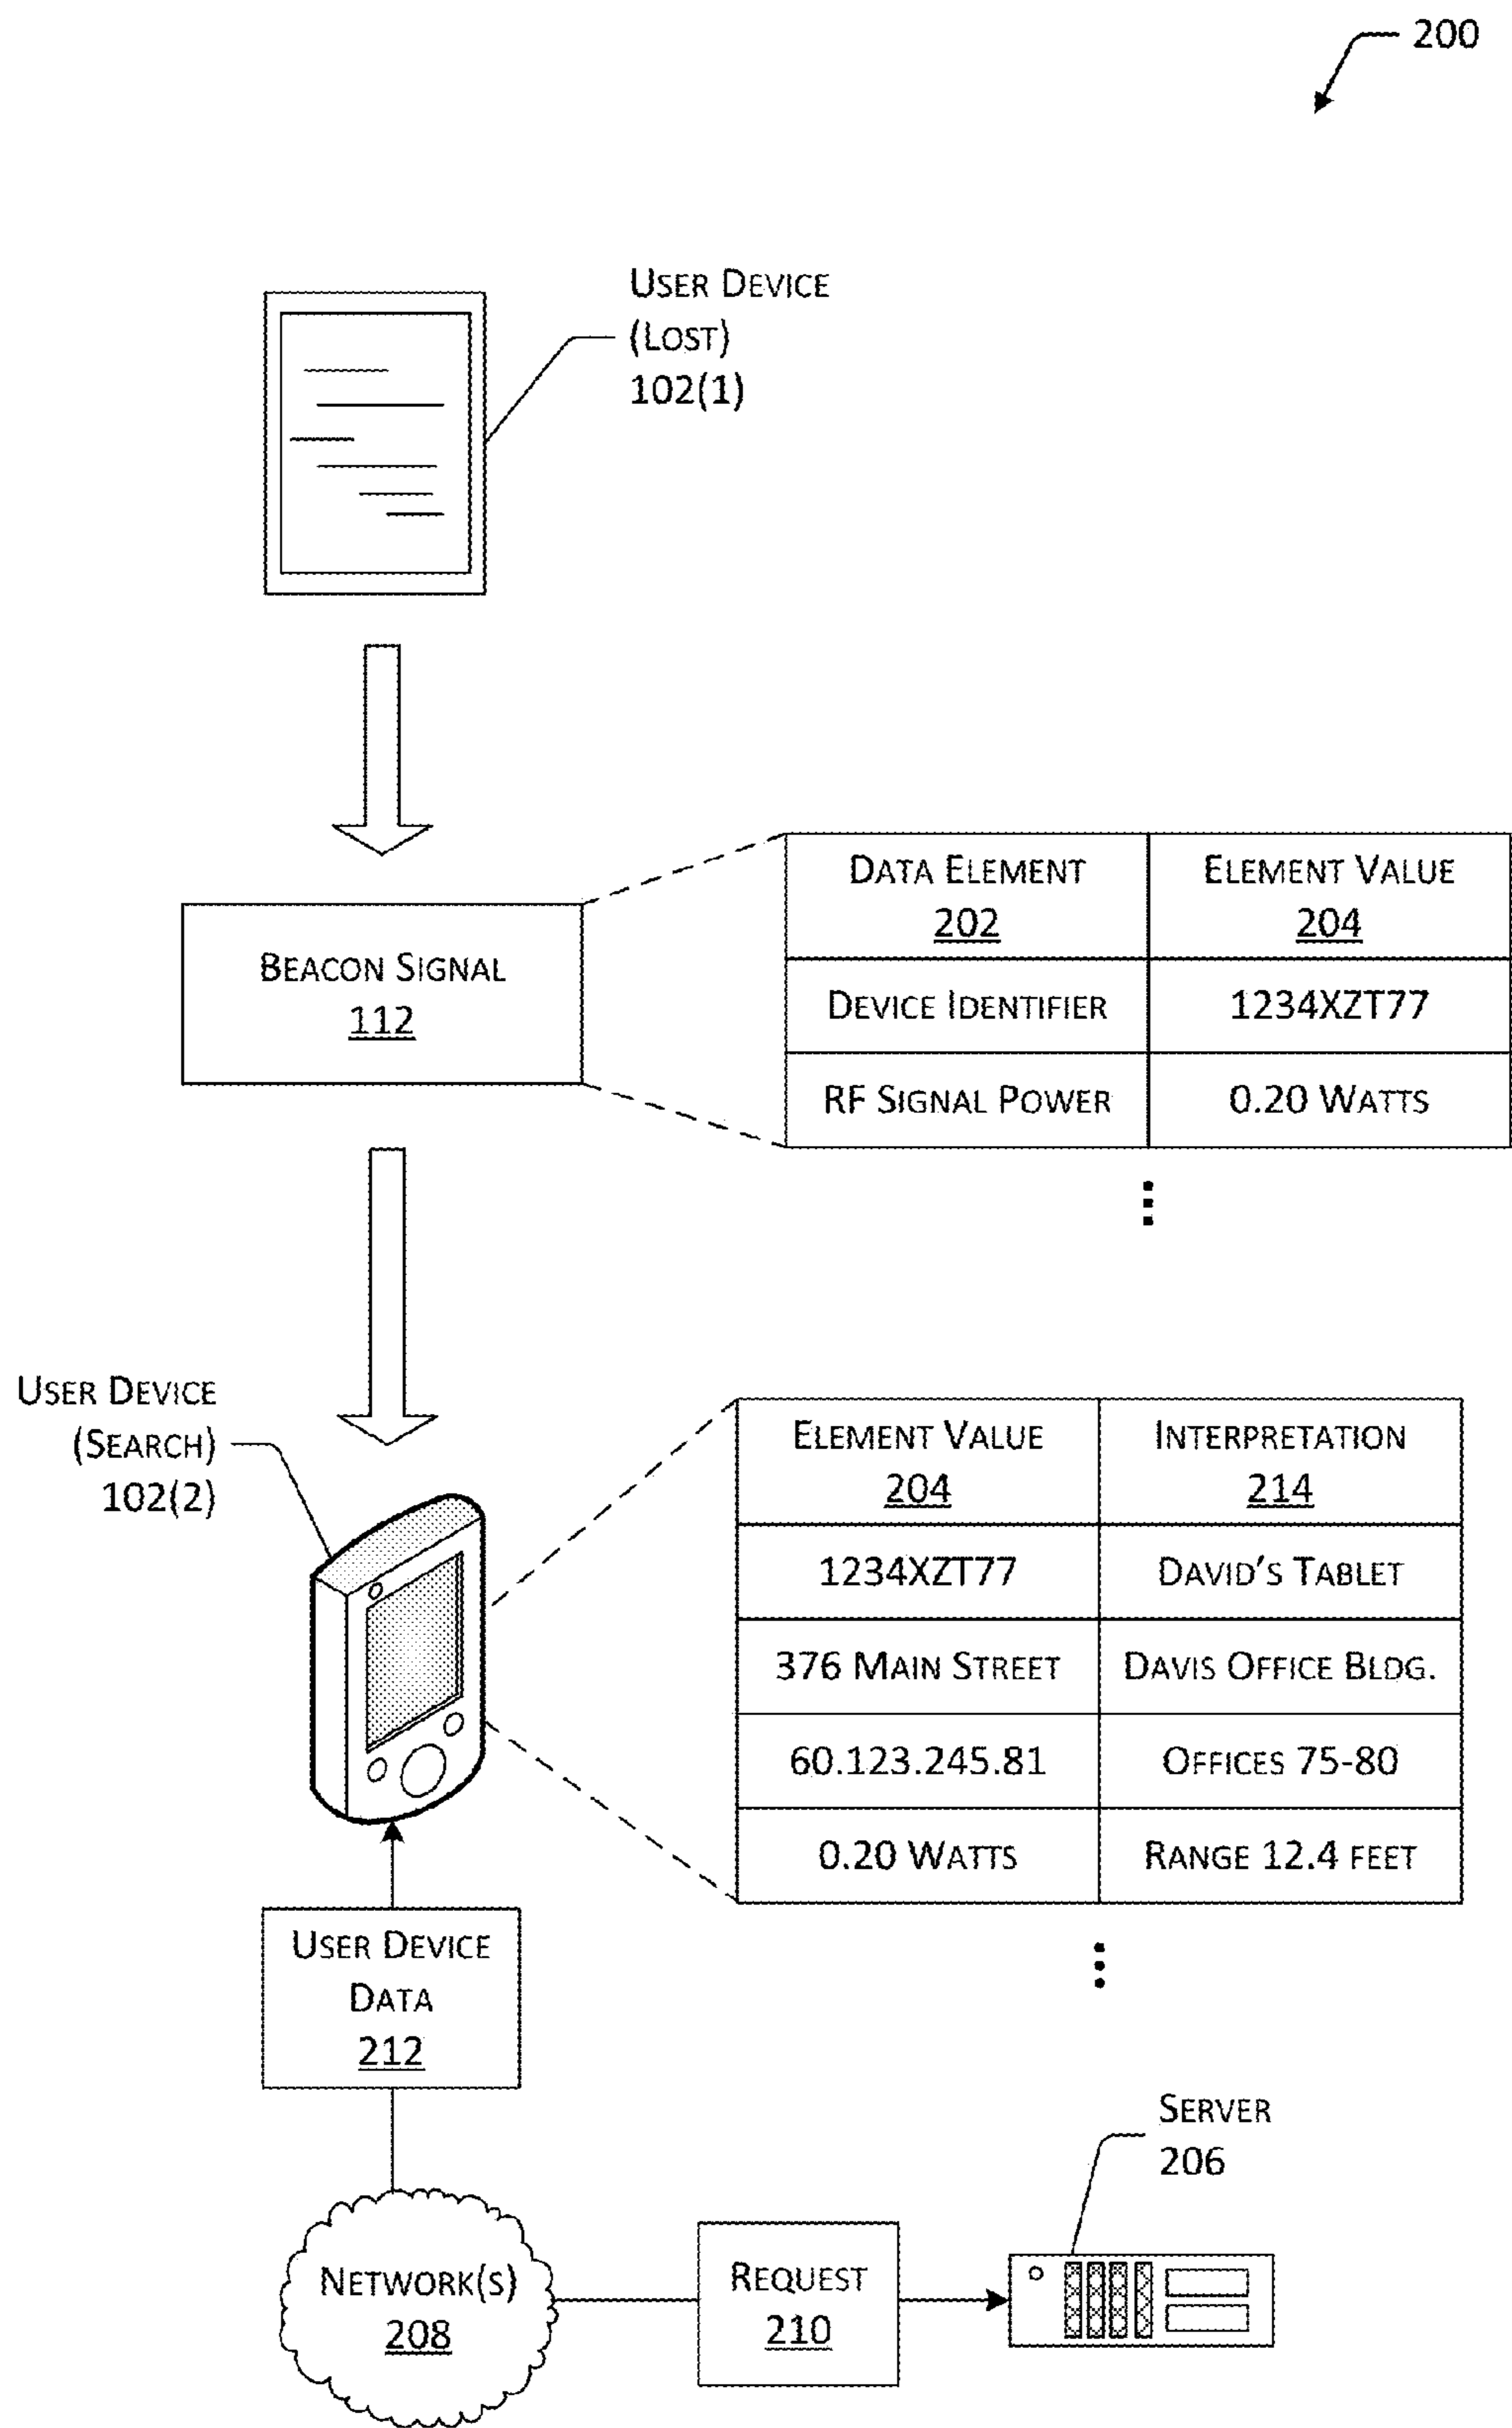 200
USER DEVICE
(LOST)
102(1)
DATA ELEMENT
202
ELEMENT VALUE
204
BEACON SIGNAL
112
DEVICE IDENTIFIER
1234XZT77
RF SIGNAL POWER
0.20 WATTS
USER DEVICE
(SEARCH)
102(2)
ELEMENT VALUE
204
INTERPRETATION
214
1234XZT77
DAVID'S TABLET
376 MAIN STREET
DAVIS OFFICE BLDG.
60.123.245.81
OFFICES 75-80
0.20 WATTS
RANGE 12.4 FEET
USER DEVICE
DATA
212
SERVER
206
NETWORK(S)
208
REQUEST
210